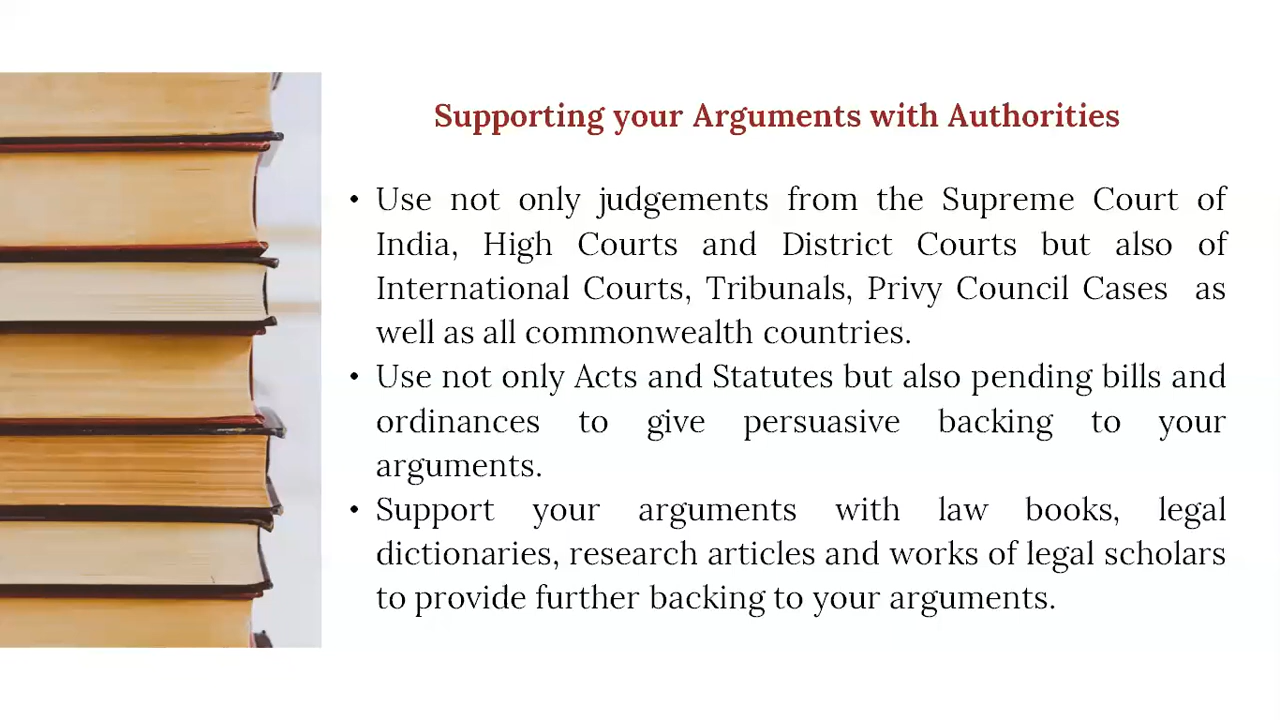 Supporting your Arguments with Authorities
• Use not only judgements from the Supreme Court of
India, High Courts and District Courts but also of
International Courts, Tribunals, Privy Council Cases as
well as all commonwealth countries.
• Use not only Acts and Statutes but also pending bills and
ordinances to give persuasive backing to your
arguments.
• Support your arguments with law books, legal
dictionaries, research articles and works of legal scholars
to provide further backing to your arguments.